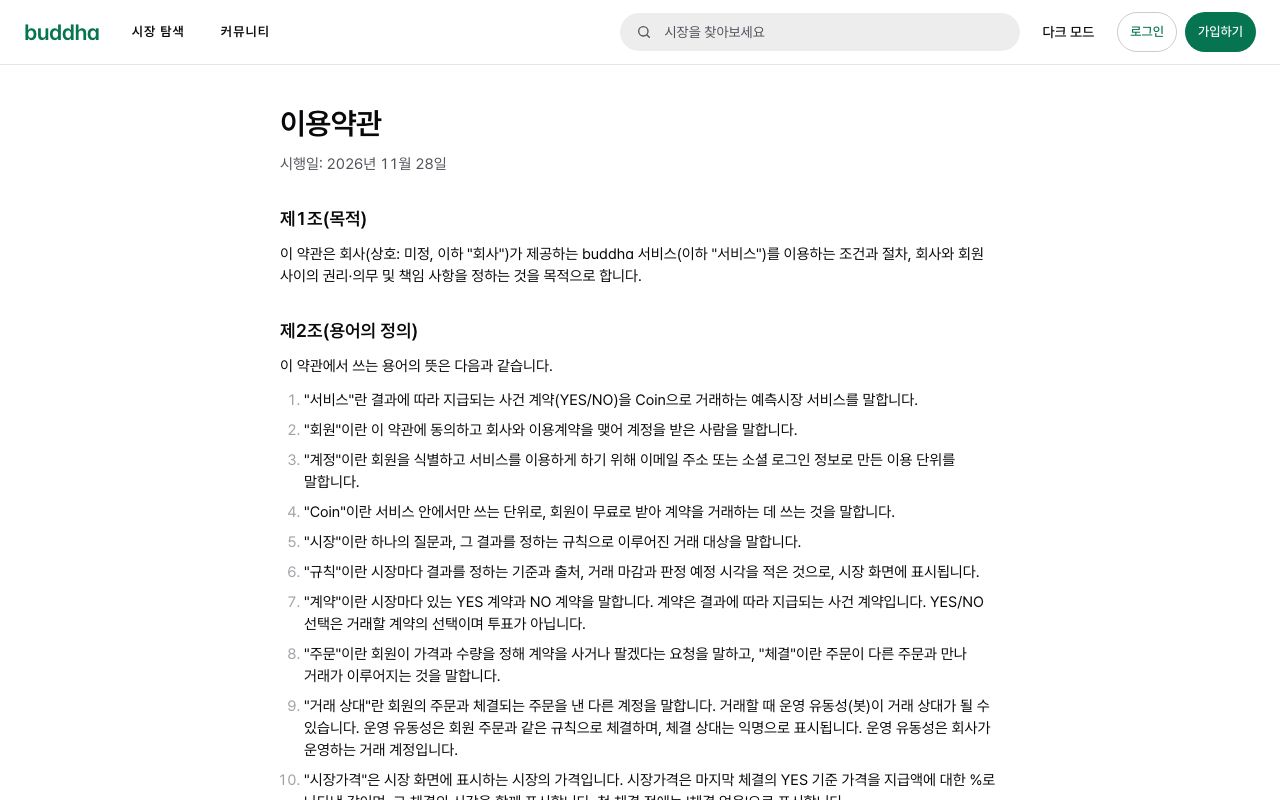 buddha
시장 탐색
커뮤니티
시장을 찾아보세요
다크 모드
로그인
가입하기
이용약관
시행일: 2026년 11월 28일
제1조(목적)
이 약관은 회사(상호: 미정, 이하 "회사")가 제공하는 buddha 서비스(이하 "서비스")를 이용하는 조건과 절차, 회사와 회원
사이의 권리·의무 및 책임 사항을 정하는 것을 목적으로 합니다.
제2조(용어의 정의)
이 약관에서 쓰는 용어의 뜻은 다음과 같습니다.
1. "서비스"란 결과에 따라 지급되는 사건 계약(YES/NO)을 Coin으로 거래하는 예측시장 서비스를 말합니다.
2. "회원"이란 이 약관에 동의하고 회사와 이용계약을 맺어 계정을 받은 사람을 말합니다.
3. "계정"이란 회원을 식별하고 서비스를 이용하게 하기 위해 이메일 주소 또는 소셜 로그인 정보로 만든 이용 단위를
말합니다.
4. "Coin"이란 서비스 안에서만 쓰는 단위로, 회원이 무료로 받아 계약을 거래하는 데 쓰는 것을 말합니다.
5. "시장"이란 하나의 질문과, 그 결과를 정하는 규칙으로 이루어진 거래 대상을 말합니다.
6. "규칙"이란 시장마다 결과를 정하는 기준과 출처, 거래 마감과 판정 예정 시각을 적은 것으로, 시장 화면에 표시됩니다.
7. "계약"이란 시장마다 있는 YES 계약과 NO 계약을 말합니다. 계약은 결과에 따라 지급되는 사건 계약입니다. YES/NO
선택은 거래할 계약의 선택이며 투표가 아닙니다.
8. "주문"이란 회원이 가격과 수량을 정해 계약을 사거나 팔겠다는 요청을 말하고, "체결"이란 주문이 다른 주문과 만나
거래가 이루어지는 것을 말합니다.
9. "거래 상대"란 회원의 주문과 체결되는 주문을 낸 다른 계정을 말합니다. 거래할 때 운영 유동성(봇)이 거래 상대가 될 수
있습니다. 운영 유동성은 회원 주문과 같은 규칙으로 체결하며, 체결 상대는 익명으로 표시됩니다. 운영 유동성은 회사가
운영하는 거래 계정입니다.
10. "시장가격"은 시장 화면에 표시하는 시장의 가격입니다. 시장가격은 마지막 체결의 YES 기준 가격을 지급액에 대한 %로